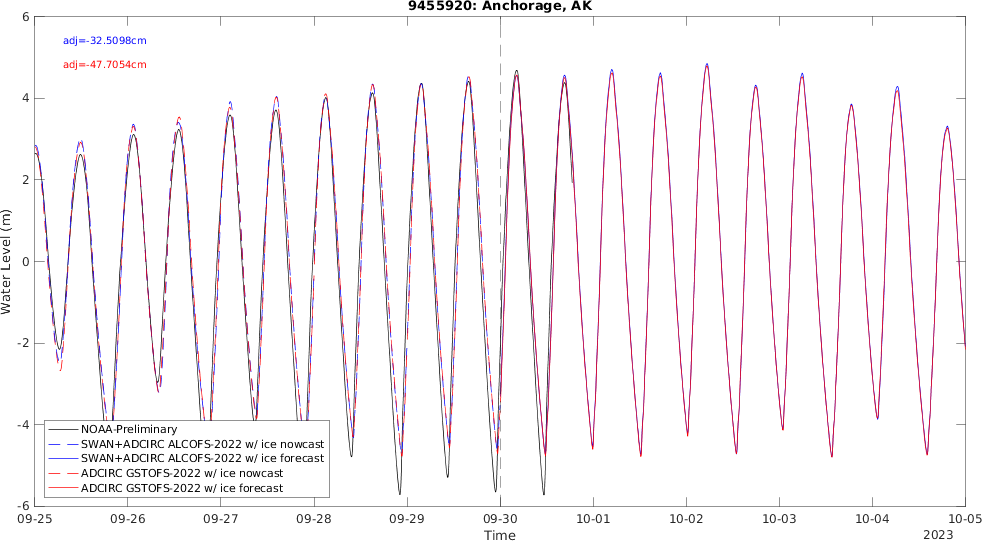 9455920: Anchorage, AK
adj=-32.5098cm
adj=-47.7054cm
6
4
2
0
-2
-4
-6
Water Level (m)
NOAA-Preliminary
SWAN+ADCIRC ALCOFS-2022 w/ ice nowcast
SWAN+ADCIRC ALCOFS-2022 w/ ice forecast
ADCIRC GSTOFS-2022 w/ ice nowcast
ADCIRC GSTOFS-2022 w/ ice forecast
09-25 09-26 09-27 09-28 09-29 09-30 10-01 10-02 10-03 10-04 10-05
Time
2023